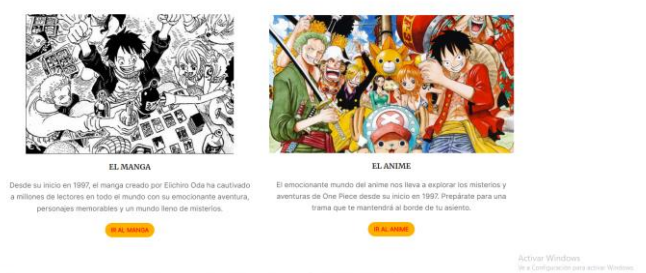 EL MANGA
Desde su inicio en 1997, el manga creado por Eiichiro Oda ha cautivado
a millones de lectores en todo el mundo con su emocionante aventura,
personajes memorables y un mundo lleno de misterios.
IR AL MANGA
EL ANIME
El emocionante mundo del anime nos lleva a explorar los misterios y
aventuras de One Piece desde su inicio en 1997. Prepárate para una
trama que te mantendrá al borde de tu asiento.
IR AL ANIME
Activar Windows
Ve a Configuración para activar Windows.